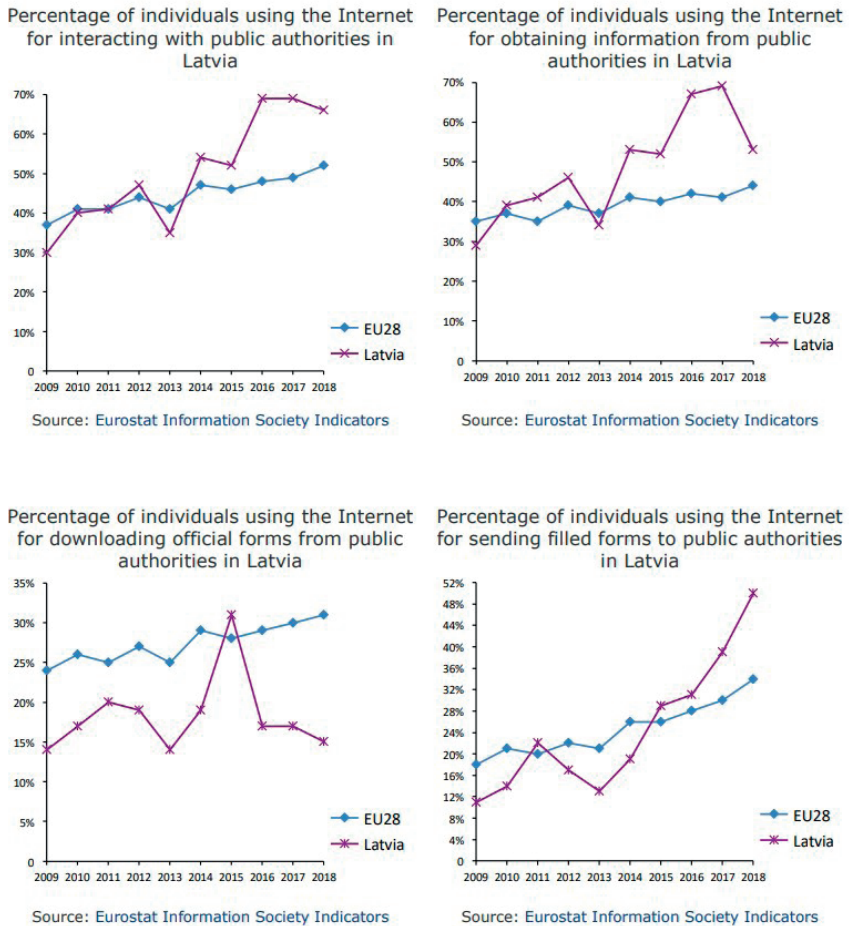 Percentage of individuals using the Internet
for interacting with public authorities in
Latvia
70%
60%
50%
40%
30%
20%
10%
0
2009 2010 2011 2012 2013 2014 2015 2016 2017 2018
EU28
Latvia
Source: Eurostat Information Society Indicators
Percentage of individuals using the Internet
for obtaining information from public
authorities in Latvia
70%
60%
50%
40%
30%
20%
10%
0
2009 2010 2011 2012 2013 2014 2015 2016 2017 2018
EU28
Latvia
Source: Eurostat Information Society Indicators
Percentage of individuals using the Internet
for downloading official forms from public
authorities in Latvia
35%
30%
25%
20%
15%
10%
5%
0
2009 2010 2011 2012 2013 2014 2015 2016 2017 2018
EU28
Latvia
Source: Eurostat Information Society Indicators
Percentage of individuals using the Internet
for sending filled forms to public authorities
in Latvia
52%
48%
44%
40%
36%
32%
28%
24%
20%
16%
12%
8%
4%
0
2009 2010 2011 2012 2013 2014 2015 2016 2017 2018
EU28
Latvia
Source: Eurostat Information Society Indicators